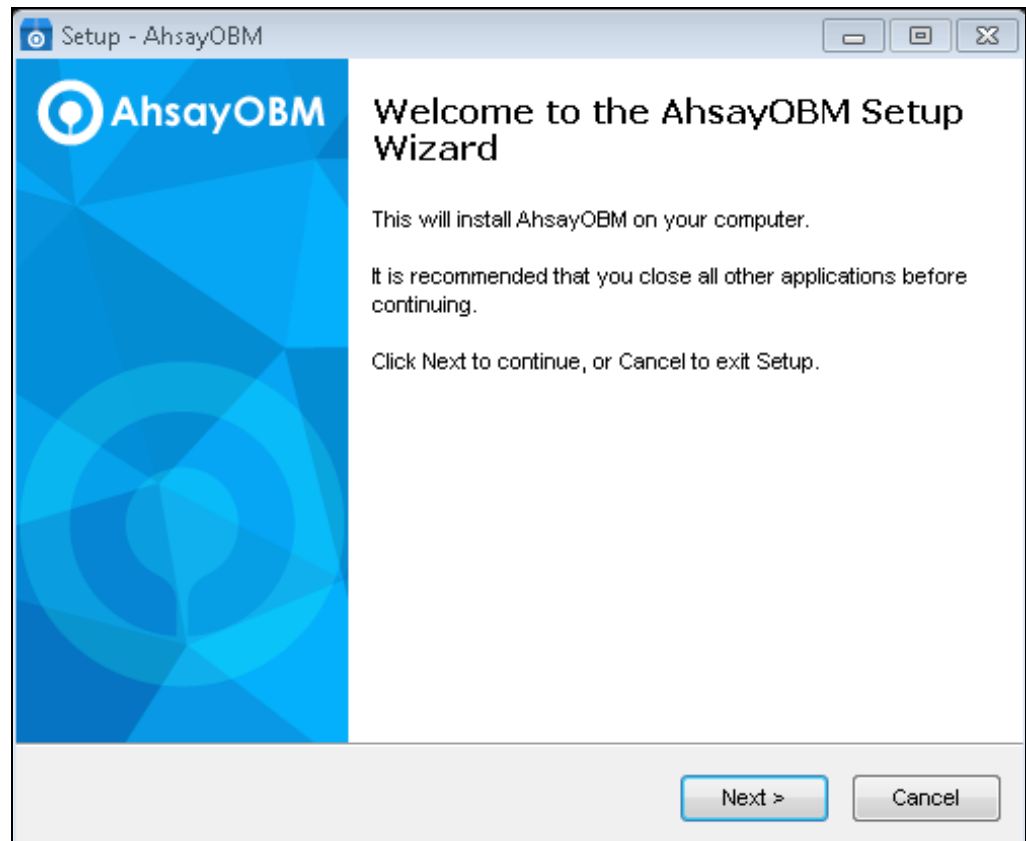 Setup - AhsayOBM
AhsayOBM
Welcome to the AhsayOBM Setup
Wizard
This will install AhsayOBM on your computer.
It is recommended that you close all other applications before
continuing.
Click Next to continue, or Cancel to exit Setup.
Next >
Cancel